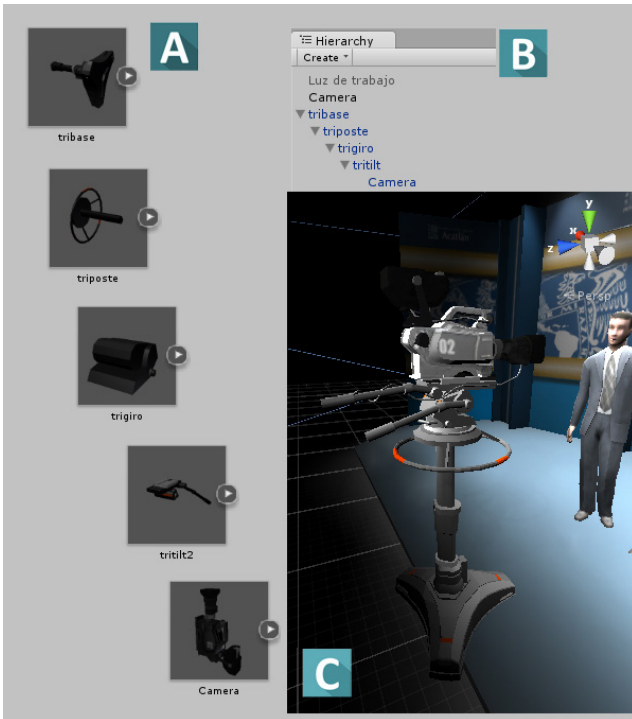 A
tribase
triposte
trigiro
tritilt2
Camera
B
Hierarchy
Create
Luz de trabajo
Camera
tribase
triposte
trigiro
tritilt
Camera
y
x
z
Persp
02
C